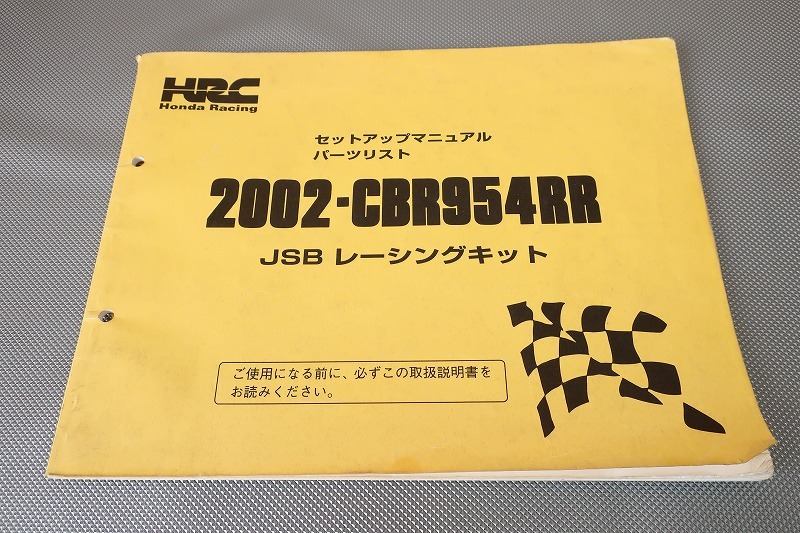 HRC
Honda Racing
セットアップマニュアル
パーツリスト
2002-CBR954RR
JSB レーシングキット
ご使用になる前に、必ずこの取扱説明書を
お読みください。